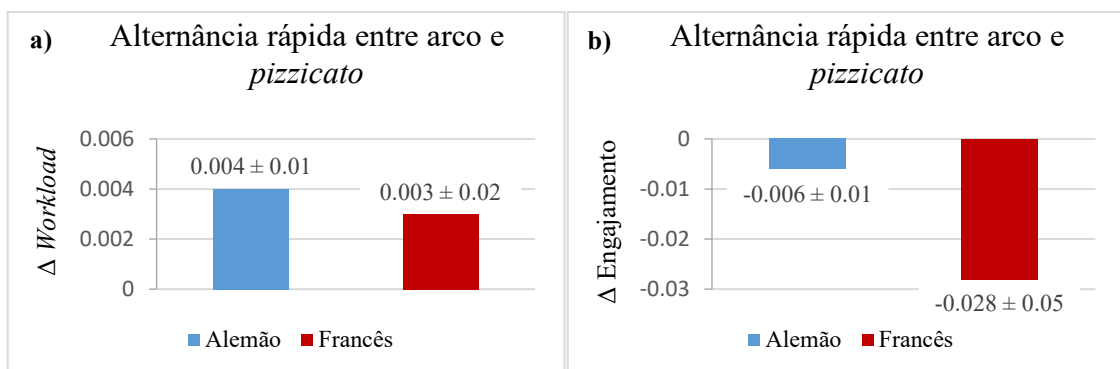 a)
Alternância rápida entre arco e
pizzicato
Δ Workload
0.006
0.004
0.002
0
0.004 ± 0.01
0.003 ± 0.02
Alemão Francês
b)
Alternância rápida entre arco e
pizzicato
Δ Engajamento
0
-0.01
-0.02
-0.03
-0.006 ± 0.01
-0.028 ± 0.05
Alemão Francês